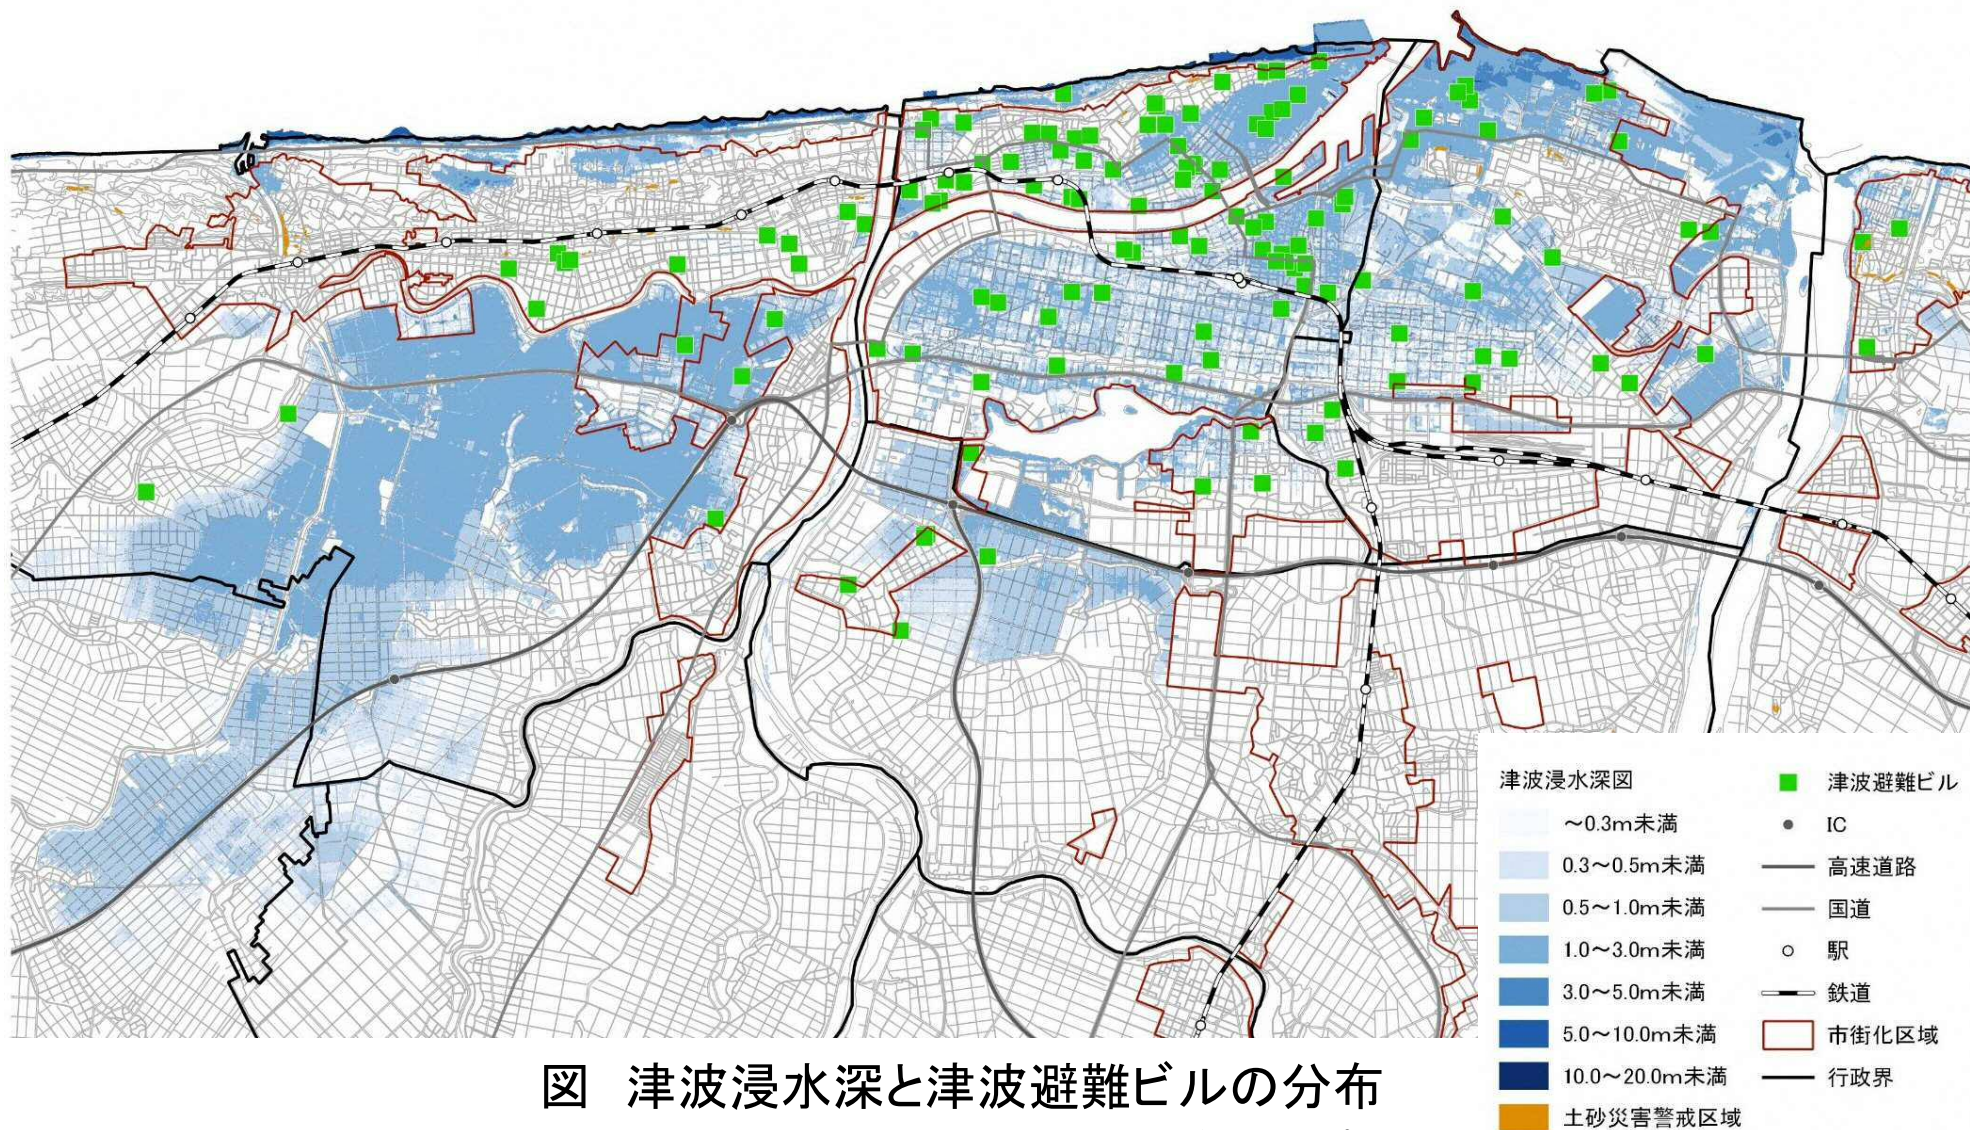 津波浸水深図
～0.3m未満
0.3～0.5m未満
0.5～1.0m未満
1.0～3.0m未満
3.0～5.0m未満
5.0～10.0m未満
10.0～20.0m未満
土砂災害警戒区域
津波避難ビル
IC
高速道路
国道
駅
鉄道
市街化区域
行政界
図　津波浸水深と津波避難ビルの分布